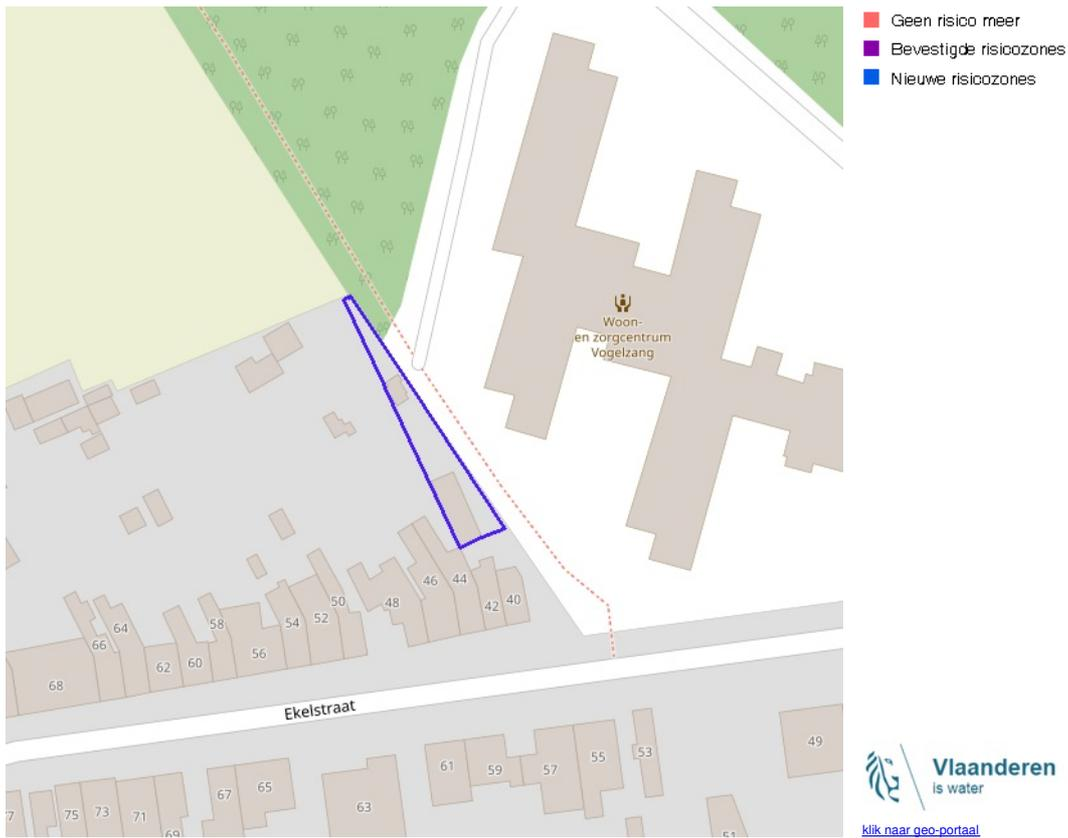 Geen risico meer
Bevestigde risicozones
Nieuwe risicozones
Woon-
en zorgcentrum
Vogelzang
50
46
44
48
42
40
64
58
54
52
66
62
60
56
68
Ekelstraat
49
61
59
57
55
53
67
65
75
73
71
63
69
51
Vlaanderen
is water
klik naar geo-portaal